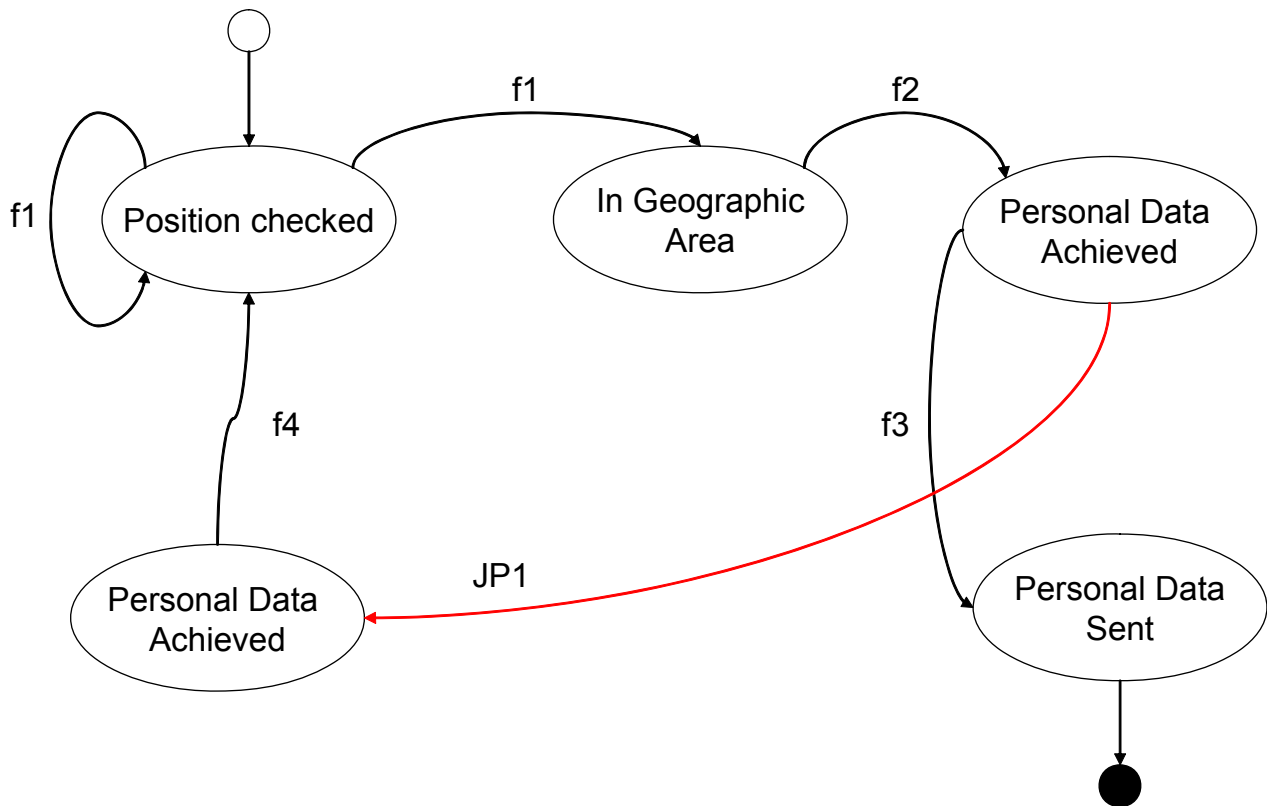 f1
f2
f1
Position checked
In Geographic
Area
Personal Data
Achieved
f4
f3
JP1
Personal Data
Achieved
Personal Data
Sent